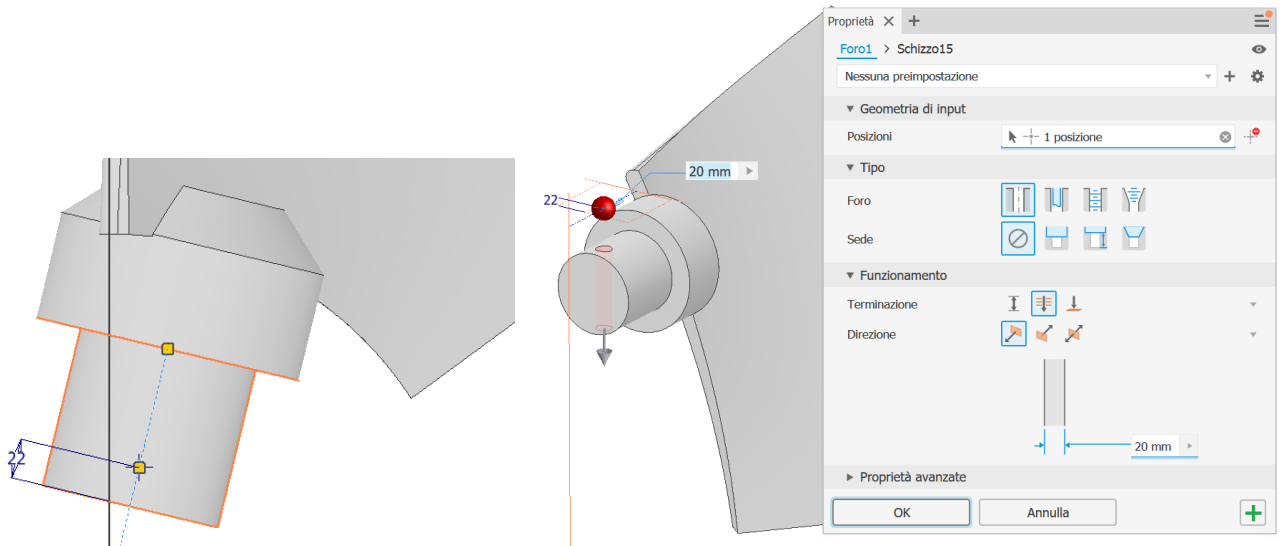 22
22
20 mm
Proprietà
Foro1 > Schizzo15
Nessuna preimpostazione
Geometria di input
Posizioni 1 posizione
Tipo
Foro
Sede
Funzionamento
Terminazione
Direzione
20 mm
Proprietà avanzate
OK Annulla